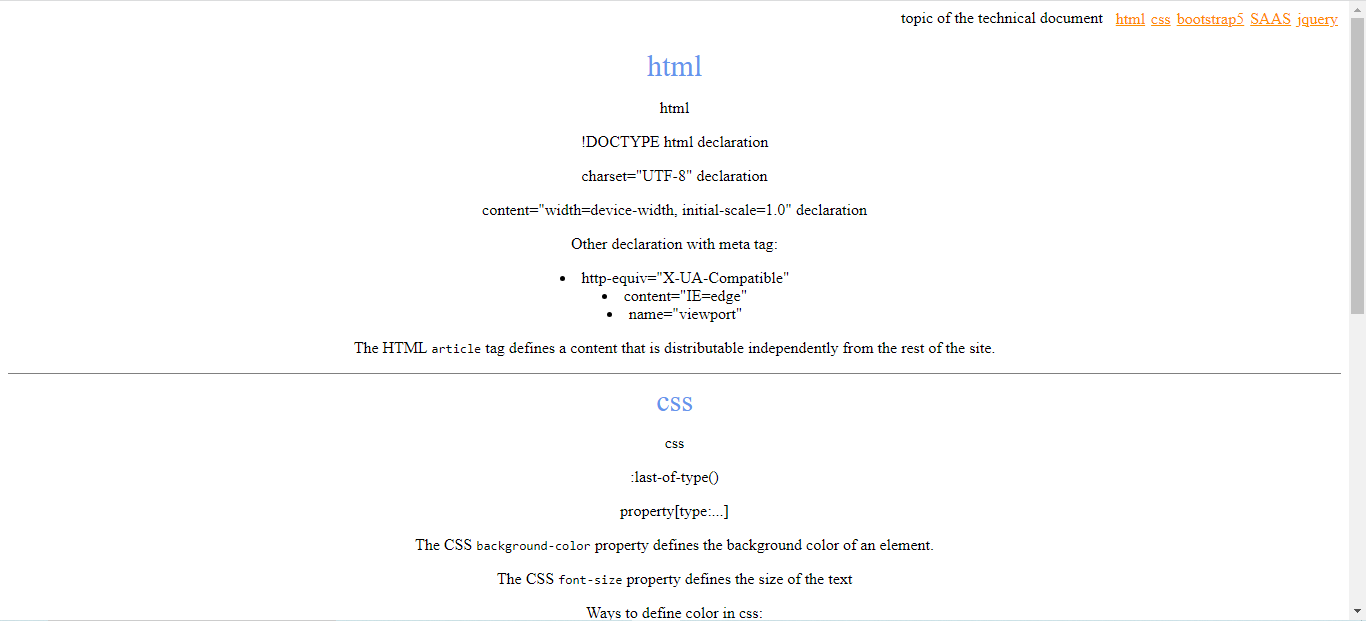 topic of the technical document html css bootstrap5 SAAS jquery
html
html
!DOCTYPE html declaration
charset="UTF-8" declaration
content="width=device-width, initial-scale=1.0" declaration
Other declaration with meta tag:
• http-equiv="X-UA-Compatible"
• content="IE=edge"
• name="viewport"
The HTML article tag defines a content that is distributable independently from the rest of the site.
css
css
:last-of-type()
property[type:...]
The CSS background-color property defines the background color of an element.
The CSS font-size property defines the size of the text
Ways to define color in css: